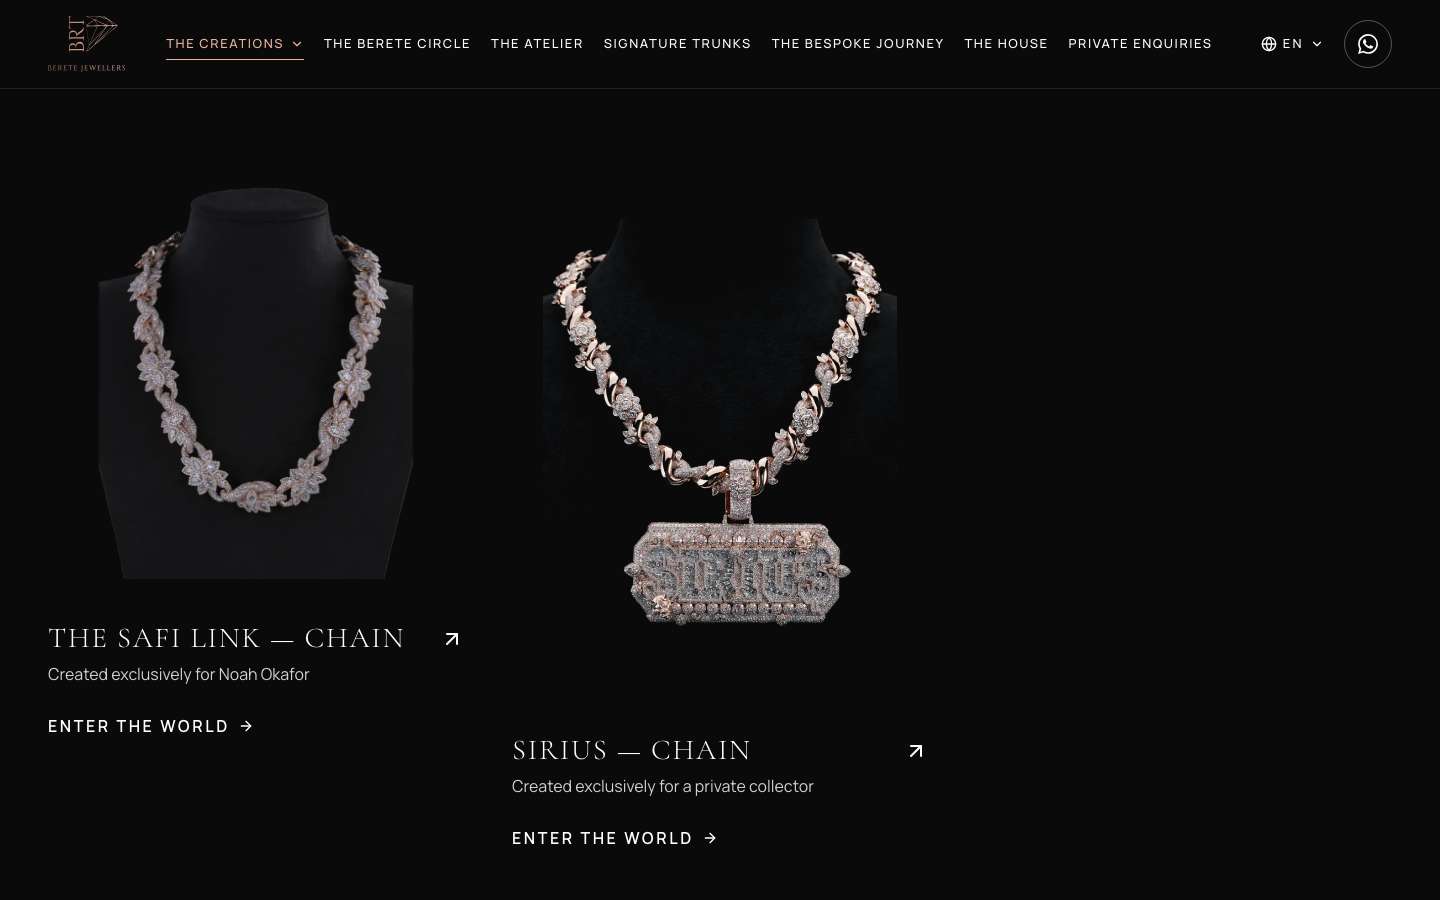 BRT
BERETE JEWELLERS
THE CREATIONS
THE BERETE CIRCLE
THE ATELIER
SIGNATURE TRUNKS
THE BESPOKE JOURNEY
THE HOUSE
PRIVATE ENQUIRIES
EN
SIRIUS
THE SAFI LINK — CHAIN
Created exclusively for Noah Okafor
ENTER THE WORLD
SIRIUS — CHAIN
Created exclusively for a private collector
ENTER THE WORLD